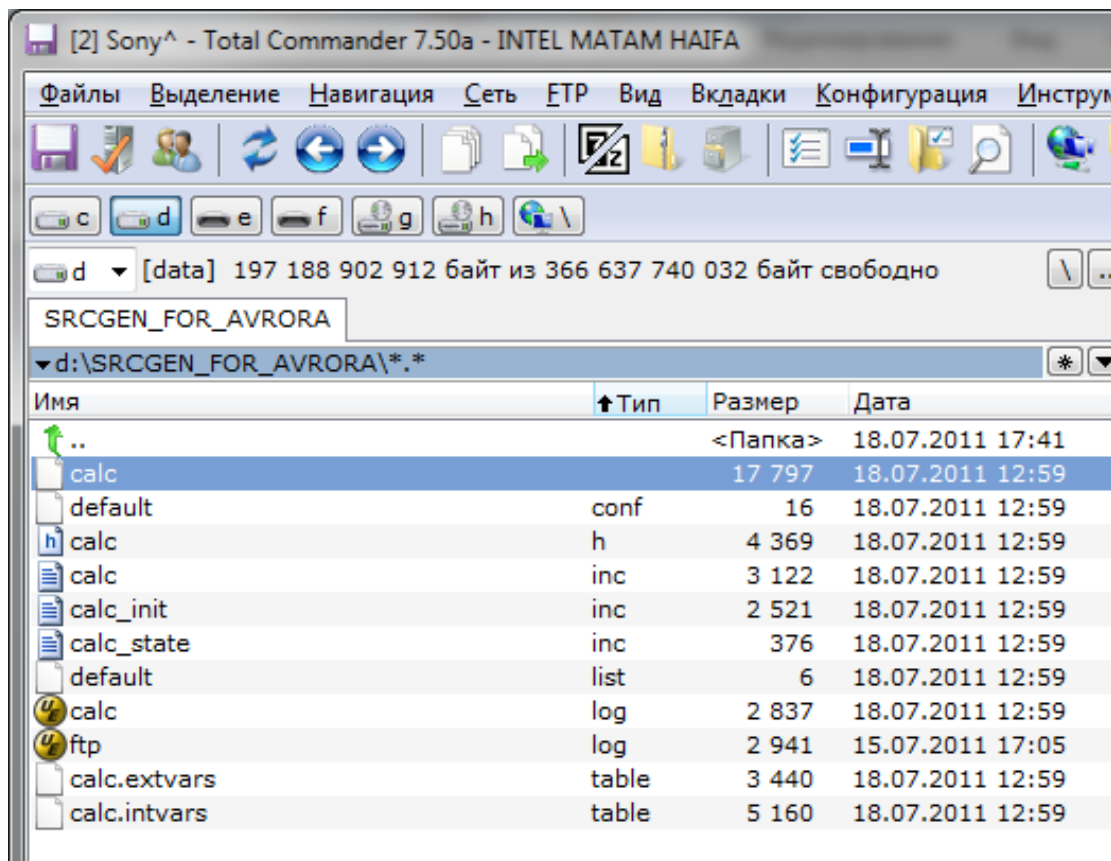 [2] Sony^ - Total Commander 7.50a - INTEL MATAM HAIFA
Файлы Выделение Навигация Сеть FTP Вид Вкладки Конфигурация Инструм
c d e f g h \
d [data] 197 188 902 912 байт из 366 637 740 032 байт свободно \ ..
SRCGEN_FOR_AVRORA
d:\SRCGEN_FOR_AVRORA\*.* *
Имя Тип Размер Дата
.. <Папка> 18.07.2011 17:41
calc 17 797 18.07.2011 12:59
default conf 16 18.07.2011 12:59
calc h 4 369 18.07.2011 12:59
calc inc 3 122 18.07.2011 12:59
calc_init inc 2 521 18.07.2011 12:59
calc_state inc 376 18.07.2011 12:59
default list 6 18.07.2011 12:59
calc log 2 837 18.07.2011 12:59
ftp log 2 941 15.07.2011 17:05
calc.extvars table 3 440 18.07.2011 12:59
calc.intvars table 5 160 18.07.2011 12:59